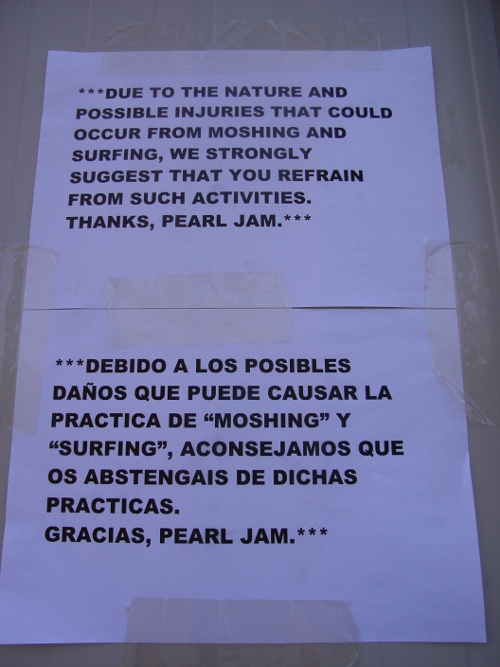 ***DUE TO THE NATURE AND
POSSIBLE INJURIES THAT COULD
OCCUR FROM MOSHING AND
SURFING, WE STRONGLY
SUGGEST THAT YOU REFRAIN
FROM SUCH ACTIVITIES.
THANKS, PEARL JAM.***
***DEBIDO A LOS POSIBLES
DAÑOS QUE PUEDE CAUSAR LA
PRACTICA DE “MOSHING” Y
“SURFING”, ACONSEJAMOS QUE
OS ABSTENGAIS DE DICHAS
PRACTICAS.
GRACIAS, PEARL JAM.***